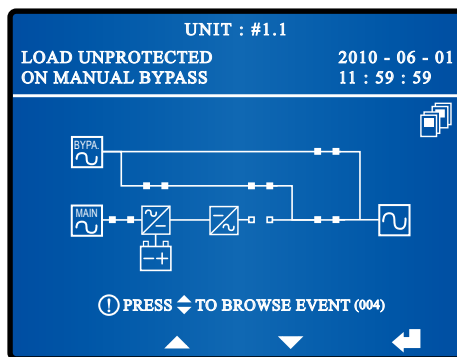 UNIT : #1.1
LOAD UNPROTECTED
ON MANUAL BYPASS
2010 - 06 - 01
11 : 59 : 59
BYPA.
MAIN
! PRESS TO BROWSE EVENT (004)